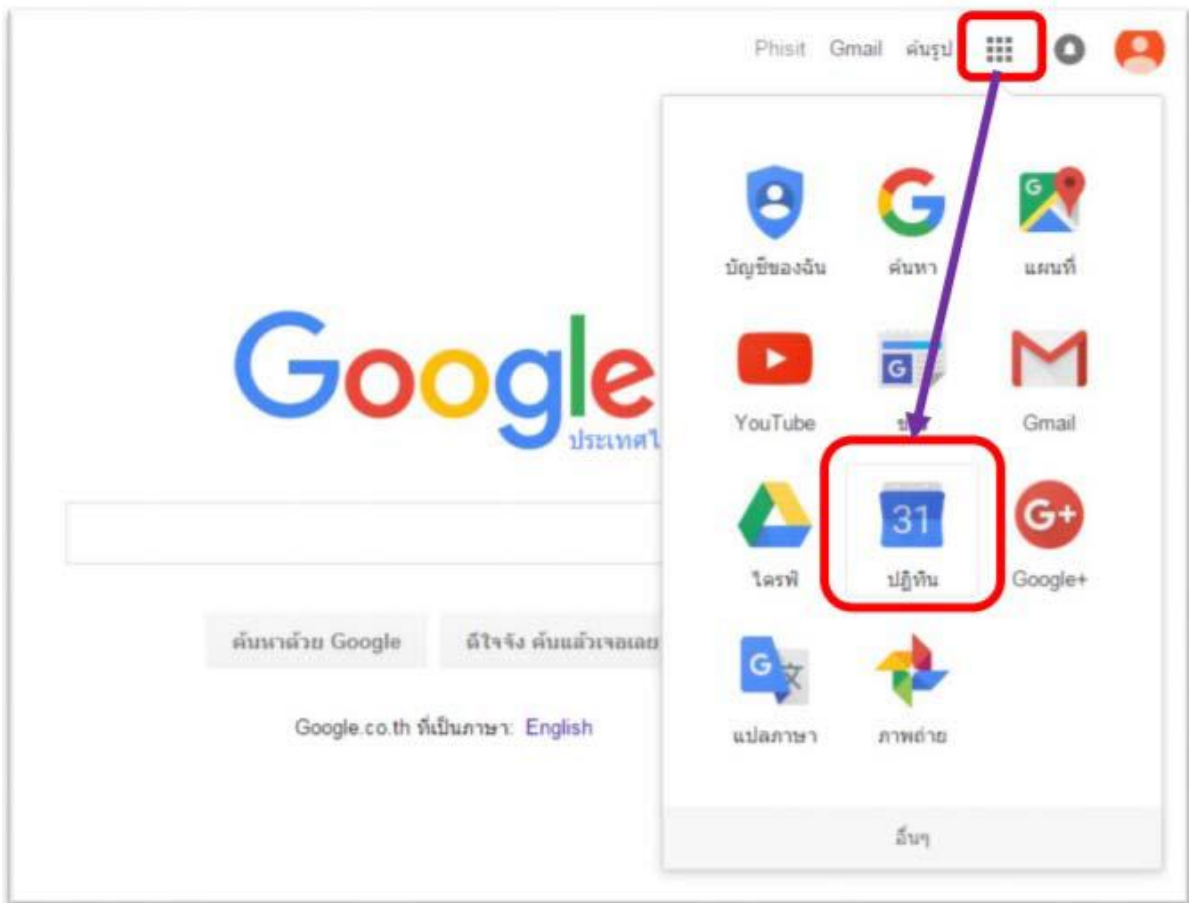 Phisit Gmail ค้นรูป
บัญชีของฉัน ค้นหา แผนที่
YouTube Gmail
31
ไดรฟ์ ปฏิทิน Google+
แปลภาษา ภาพถ่าย
อื่นๆ
Google
ค้นหาด้วย Google ดีใจจัง ค้นแล้วเจอเลย
Google.co.th ที่เป็นภาษา: English